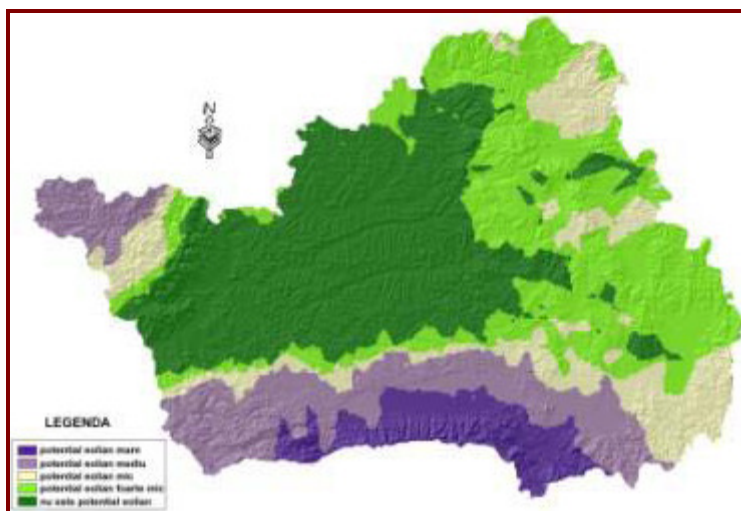 N
LEGENDA
potential eolian mare
potential eolian mediu
potential eolian mic
potential eolian foarte mic
nu este potential eolian